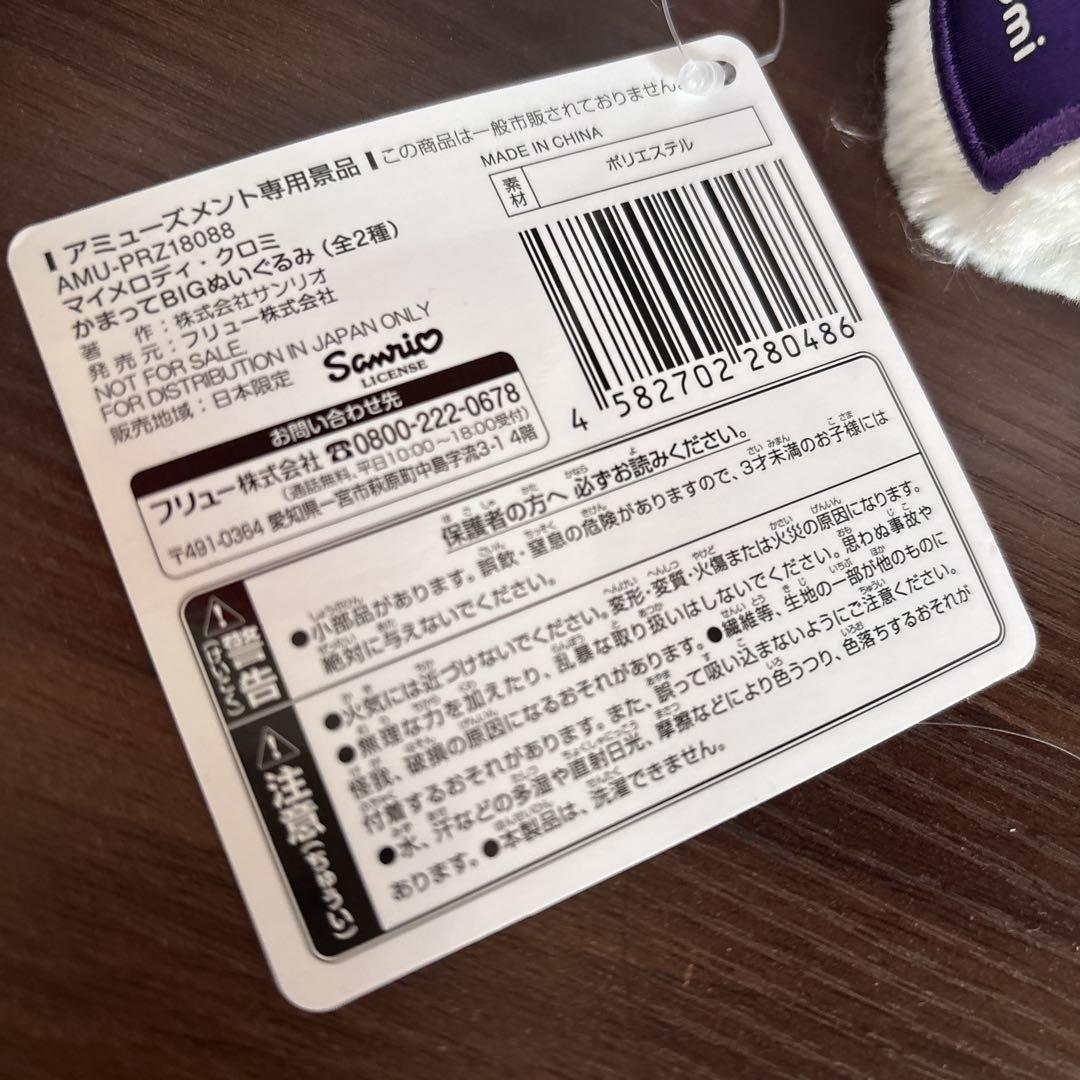 アミューズメント専用景品 この商品は一般市販されておりません。
AMU-PRZ18088
マイメロディ・クロミ
かまってBIGぬいぐるみ（全2種）
著　作：株式会社サンリオ
発売元：フリュー株式会社
NOT FOR SALE
FOR DISTRIBUTION IN JAPAN ONLY
販売地域：日本限定
Sanrio
LICENSE
MADE IN CHINA
素材 ポリエステル
4 582702 280486
お問い合わせ先
フリュー株式会社 ☎0800-222-0678
（通話無料、平日10:00〜18:00受付）
〒491-0364 愛知県一宮市萩原町中島字流3-1 4階
保護者の方へ 必ずお読みください。
警告（けいこく）
●小部品があります。誤飲・窒息の危険がありますので、3才未満のお子様には
絶対に与えないでください。
注意（ちゅうい）
●火気には近づけないでください。変形・変質・火傷または火災の原因になります。
●無理な力を加えたり、乱暴な取り扱いはしないでください。思わぬ事故や
怪我、破損の原因になるおそれがあります。●繊維等、生地の一部が他のものに
付着するおそれがあります。また、誤って吸い込まないようにご注意ください。
●水、汗などの多湿や直射日光、摩擦などにより色うつり、色落ちするおそれが
あります。●本製品は、洗濯できません。
omi